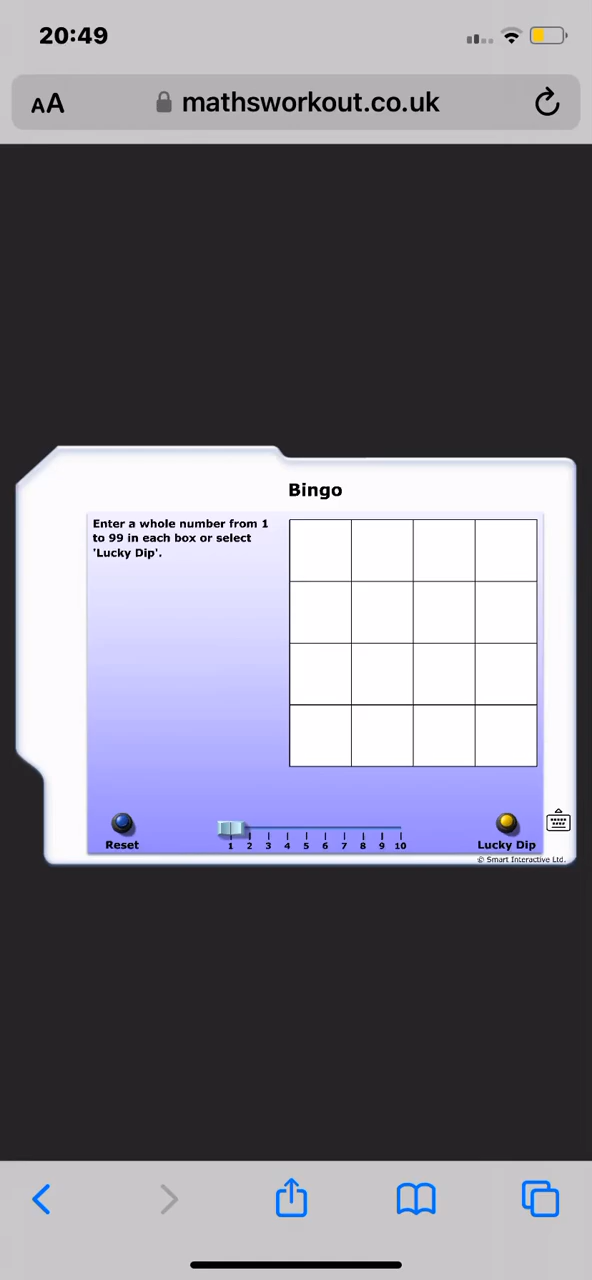 20:49
AA mathsworkout.co.uk
Bingo
Enter a whole number from 1
to 99 in each box or select
'Lucky Dip'.
Reset
1 2 3 4 5 6 7 8 9 10
Lucky Dip
© Smart Interactive Ltd.